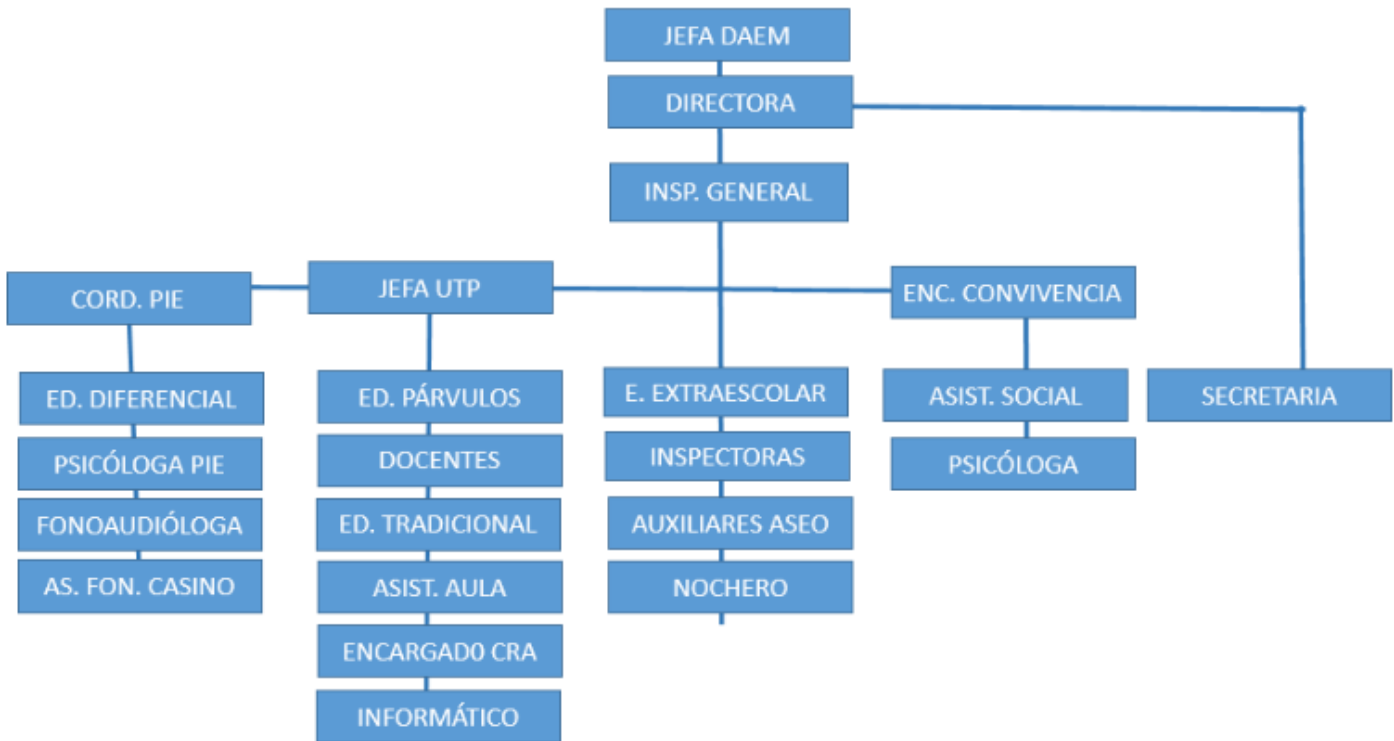 JEFA DAEM
DIRECTORA
INSP. GENERAL
CORD. PIE
JEFA UTP
ENC. CONVIVENCIA
ED. DIFERENCIAL
PSICÓLOGA PIE
FONOAUDIÓLOGA
AS. FON. CASINO
ED. PÁRVULOS
DOCENTES
ED. TRADICIONAL
ASIST. AULA
ENCARGAD0 CRA
INFORMÁTICO
E. EXTRAESCOLAR
INSPECTORAS
AUXILIARES ASEO
NOCHERO
ASIST. SOCIAL
PSICÓLOGA
SECRETARIA